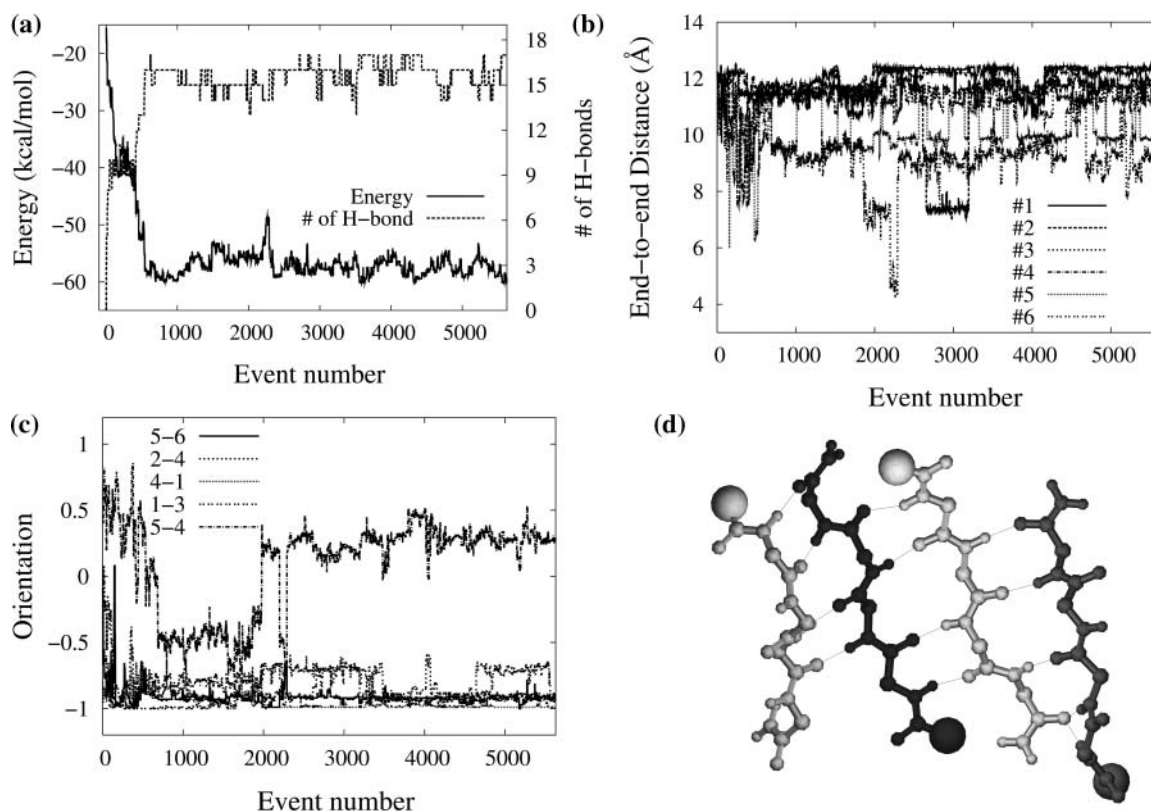 (a)
Energy (kcal/mol)
−20
−30
−40
−50
−60
18
15
12
9
6
3
0
# of H-bonds
Energy
# of H-bond
0 1000 2000 3000 4000 5000
Event number
(b)
End-to-end Distance (Å)
14
12
10
8
6
4
#1
#2
#3
#4
#5
#6
0 1000 2000 3000 4000 5000
Event number
(c)
Orientation
1
0.5
0
−0.5
−1
5−6
2−4
4−1
1−3
5−4
0 1000 2000 3000 4000 5000
Event number
(d)